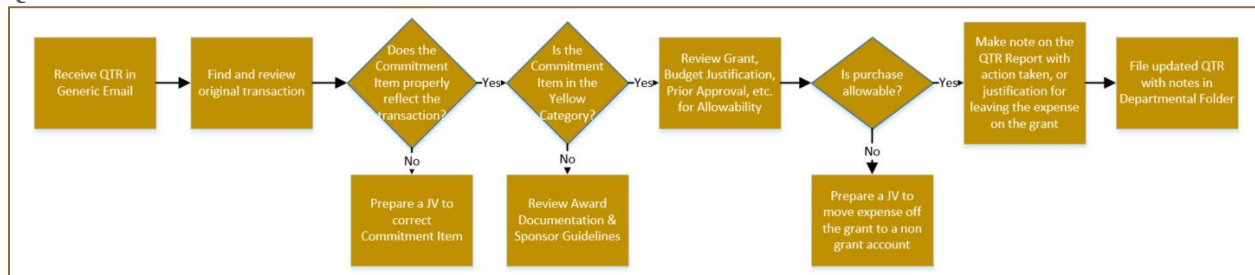 Receive QTR in
Generic Email
Find and review
original transaction
Does the
Commitment
Item properly
reflect the
transaction?
Yes
No
Prepare a JV to
correct
Commitment Item
Is the
Commitment
Item in the
Yellow
Category?
Yes
No
Review Award
Documentation &
Sponsor Guidelines
Review Grant,
Budget Justification,
Prior Approval, etc.
for Allowability
Is purchase
allowable?
Yes
No
Prepare a JV to
move expense off
the grant to a non
grant account
Make note on the
QTR Report with
action taken, or
justification for
leaving the expense
on the grant
File updated QTR
with notes in
Departmental Folder